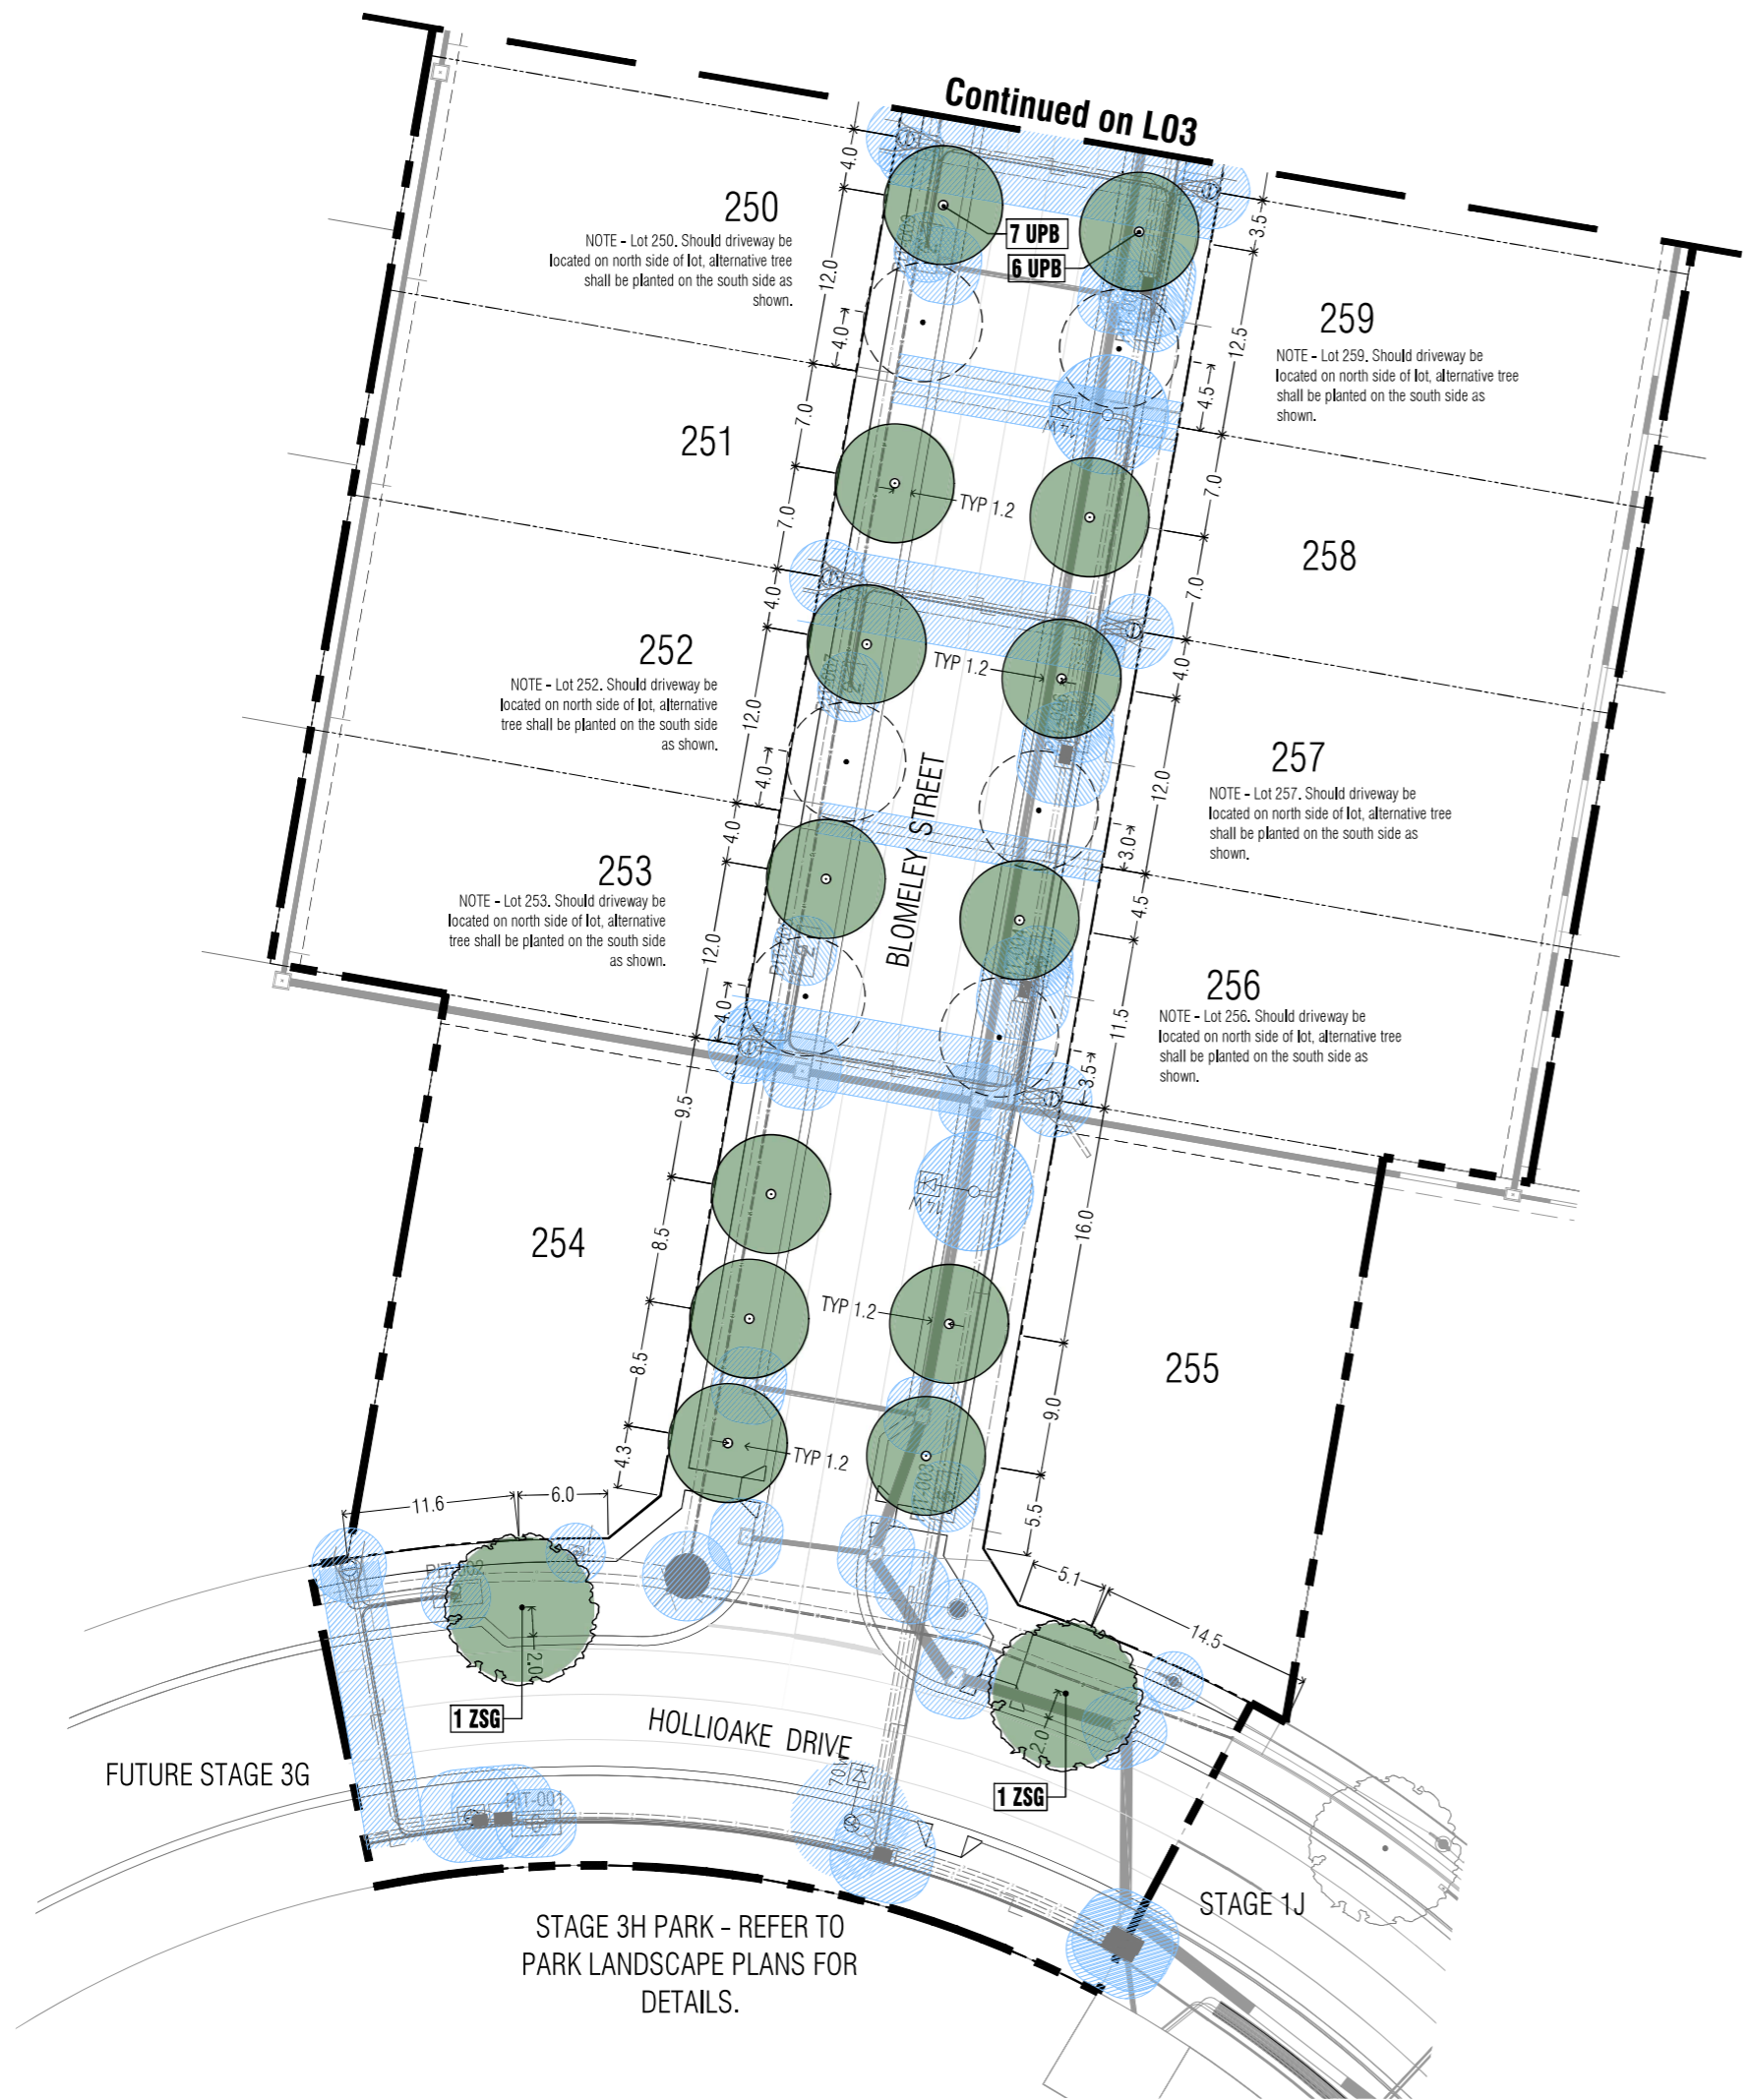 Continued on L03
4.0
3.5
250
NOTE - Lot 250. Should driveway be
located on north side of lot, alternative tree
shall be planted on the south side as
shown.
7 UPB
6 UPB
12.0
4.0
259
NOTE - Lot 259. Should driveway be
located on north side of lot, alternative tree
shall be planted on the south side as
shown.
12.5
4.5
251
7.0
7.0
TYP 1.2
7.0
7.0
258
252
NOTE - Lot 252. Should driveway be
located on north side of lot, alternative
tree shall be planted on the south side
as shown.
4.0
12.0
4.0
TYP 1.2
4.0
12.0
3.0
257
NOTE - Lot 257. Should driveway be
located on north side of lot, alternative tree
shall be planted on the south side as
shown.
BLOMELEY STREET
253
NOTE - Lot 253. Should driveway be
located on north side of lot, alternative
tree shall be planted on the south side
as shown.
4.0
12.0
4.0
4.5
11.5
3.5
256
NOTE - Lot 256. Should driveway be
located on north side of lot, alternative tree
shall be planted on the south side as
shown.
14W
14W
254
9.5
8.5
8.5
4.3
TYP 1.2
TYP 1.2
16.0
9.0
5.5
255
11.6
6.0
5.1
14.5
PIT-002
PIT-003
2.0
2.0
1 ZSG
1 ZSG
HOLLIOAKE DRIVE
FUTURE STAGE 3G
PIT-001
STAGE 1J
STAGE 3H PARK - REFER TO
PARK LANDSCAPE PLANS FOR
DETAILS.